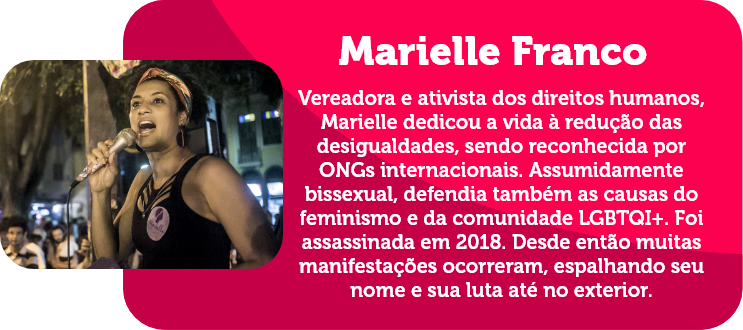 Marielle Franco
Vereadora e ativista dos direitos humanos,
Marielle dedicou a vida à redução das
desigualdades, sendo reconhecida por
ONGs internacionais. Assumidamente
bissexual, defendia também as causas do
feminismo e da comunidade LGBTQI+. Foi
assassinada em 2018. Desde então muitas
manifestações ocorreram, espalhando seu
nome e sua luta até no exterior.